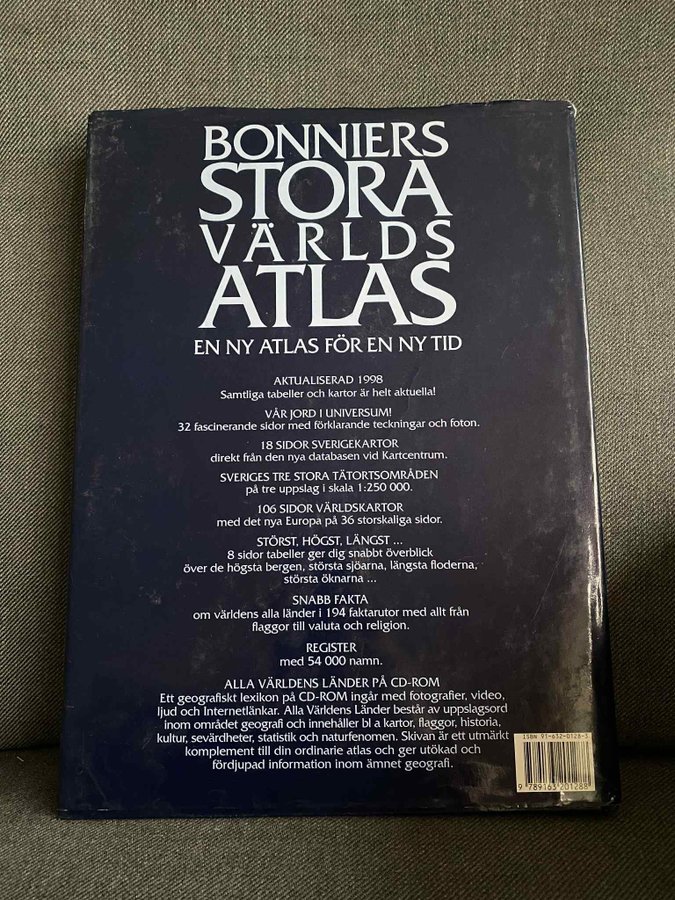 BONNIERS
STORA
VÄRLDS
ATLAS
EN NY ATLAS FÖR EN NY TID
AKTUALISERAD 1998
Samtliga tabeller och kartor är helt aktuella!
VÅR JORD I UNIVERSUM!
32 fascinerande sidor med förklarande teckningar och foton.
18 SIDOR SVERIGEKARTOR
direkt från den nya databasen vid Kartcentrum.
SVERIGES TRE STORA TÄTORTSOMRÅDEN
på tre uppslag i skala 1:250 000.
106 SIDOR VÄRLDSKARTOR
med det nya Europa på 36 storskaliga sidor.
STÖRST, HÖGST, LÄNGST ...
8 sidor tabeller ger dig snabbt överblick
över de högsta bergen, största sjöarna, längsta floderna,
största öknarna ...
SNABB FAKTA
om världens alla länder i 194 faktarutor med allt från
flaggor till valuta och religion.
REGISTER
med 54 000 namn.
ALLA VÄRLDENS LÄNDER PÅ CD-ROM
Ett geografiskt lexikon på CD-ROM ingår med fotografier, video,
ljud och Internetlänkar. Alla Världens Länder består av uppslagsord
inom området geografi och innehåller bl a kartor, flaggor, historia,
kultur, sevärdheter, statistik och naturfenomen. Skivan är ett utmärkt
komplement till din ordinarie atlas och ger utökad och
fördjupad information inom ämnet geografi.
ISBN 91-632-0128-3
9 789163 201288